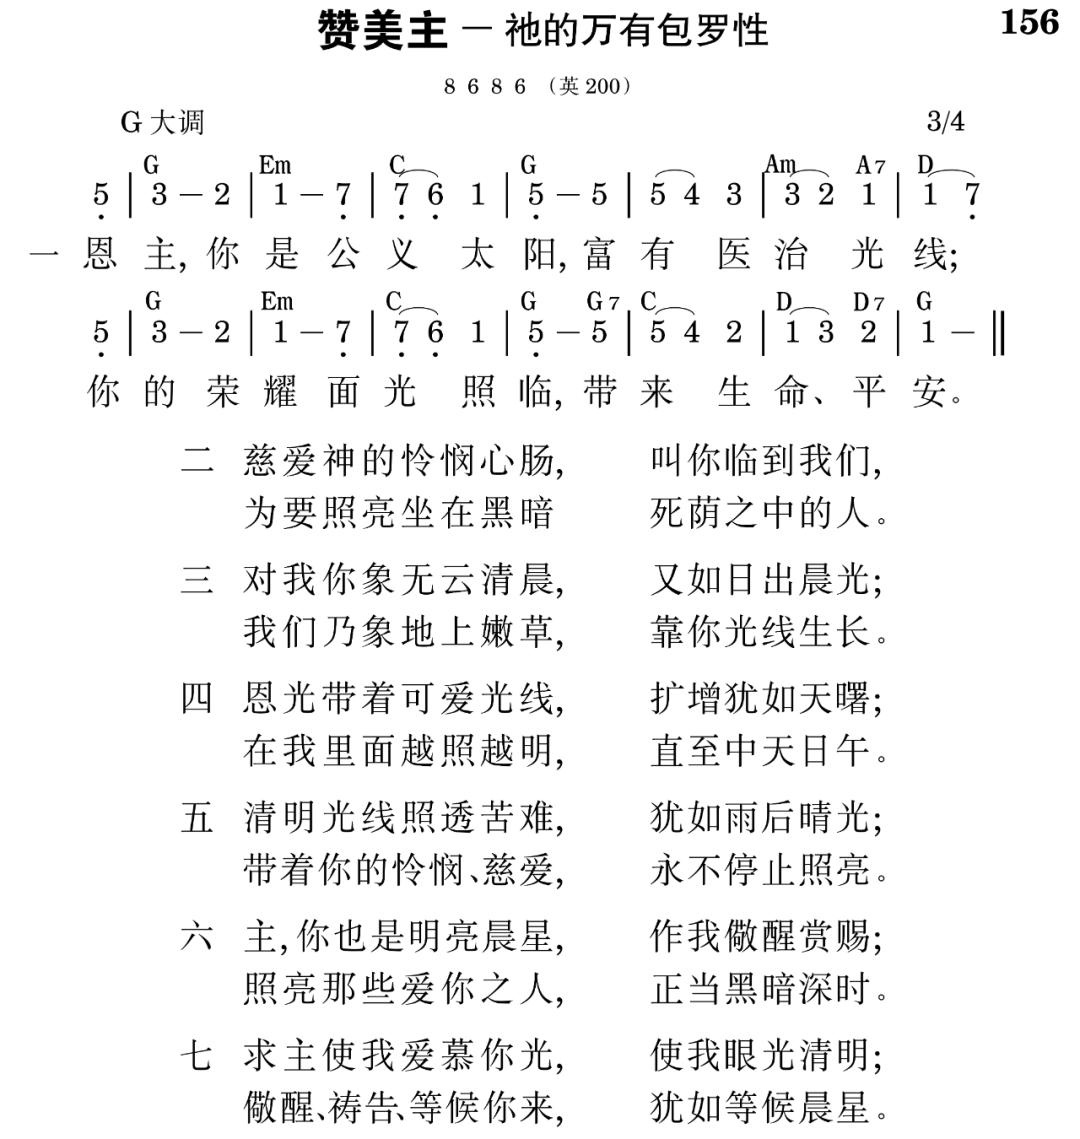 赞美主 — 祂的万有包罗性 156
8 6 8 6 （英 200）
G 大调 3/4
G Em C G Am A7 D
5 | 3 – 2 | 1 – 7 | 7 6 1 | 5 – 5 | 5 4 3 | 3 2 1 | 1 7
一 恩 主, 你 是 公 义 太 阳, 富 有 医 治 光 线;
G Em C G G7 C D D7 G
5 | 3 – 2 | 1 – 7 | 7 6 1 | 5 – 5 | 5 4 2 | 1 3 2 | 1 – ‖
你 的 荣 耀 面 光 照 临, 带 来 生 命、 平 安。
二 慈爱神的怜悯心肠, 叫你临到我们,
为要照亮坐在黑暗 死荫之中的人。
三 对我你象无云清晨, 又如日出晨光;
我们乃象地上嫩草, 靠你光线生长。
四 恩光带着可爱光线, 扩增犹如天曙;
在我里面越照越明, 直至中天日午。
五 清明光线照透苦难, 犹如雨后晴光;
带着你的怜悯、慈爱, 永不停止照亮。
六 主,你也是明亮晨星, 作我儆醒赏赐;
照亮那些爱你之人, 正当黑暗深时。
七 求主使我爱慕你光, 使我眼光清明;
儆醒、祷告、等候你来, 犹如等候晨星。